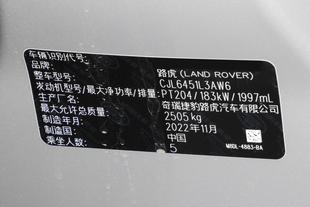 车辆识别代号:
品牌: 路虎 (LAND ROVER)
整车型号: CJL6451L3AW6
发动机型号/最大净功率/排量: PT204/183kW/1997mL
生产厂名: 奇瑞捷豹路虎汽车有限公司
最大允许总质量: 2505 kg
制造年月: 2022年11月
制造国: 中国
乘坐人数: 5
M8DL-4883-BA